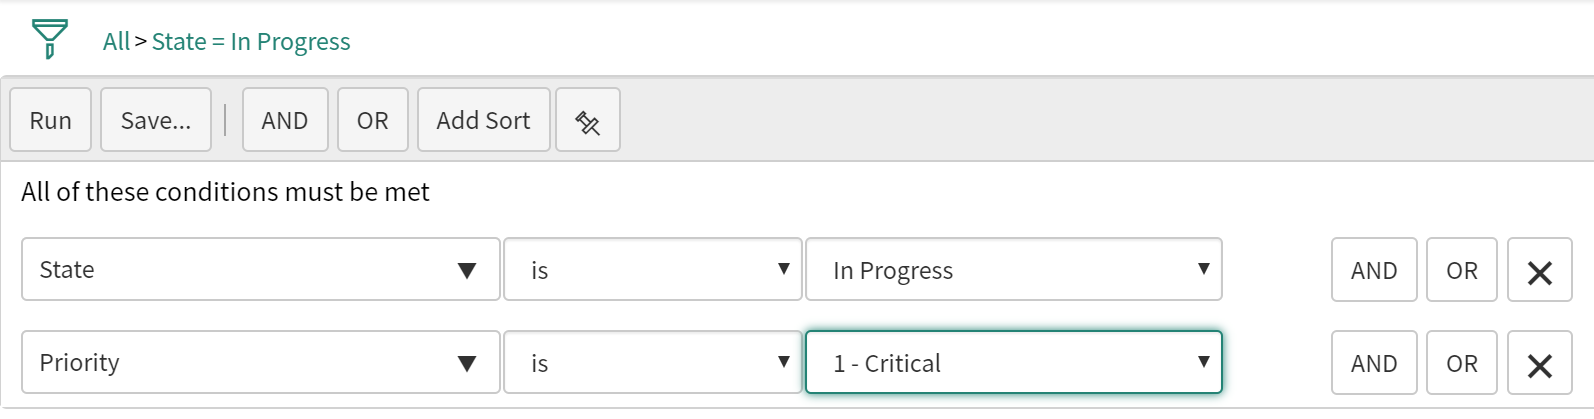 All > State = In Progress
Run Save... AND OR Add Sort
All of these conditions must be met
State is In Progress AND OR
Priority is 1 - Critical AND OR